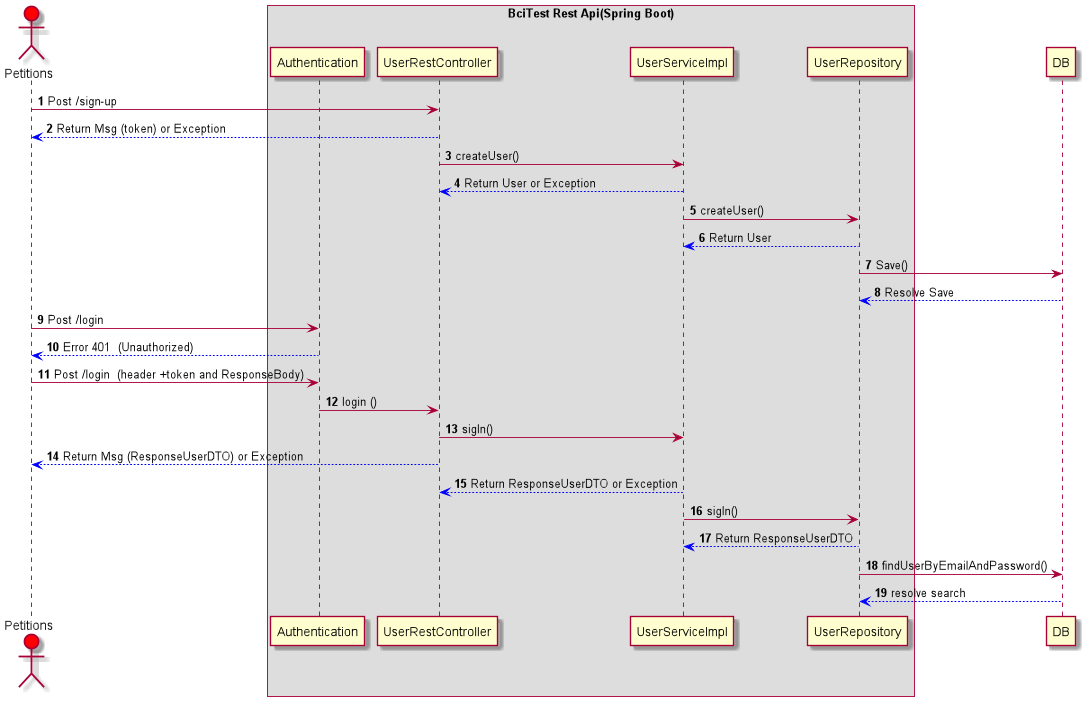 BciTest Rest Api(Spring Boot)
Petitions
Authentication
UserRestController
UserServiceImpl
UserRepository
DB
1 Post /sign-up
2 Return Msg (token) or Exception
3 createUser()
4 Return User or Exception
5 createUser()
6 Return User
7 Save()
8 Resolve Save
9 Post /login
10 Error 401  (Unauthorized)
11 Post /login  (header +token and ResponseBody)
12 login ()
13 sigIn()
14 Return Msg (ResponseUserDTO) or Exception
15 Return ResponseUserDTO or Exception
16 sigIn()
17 Return ResponseUserDTO
18 findUserByEmailAndPassword()
19 resolve search
Petitions
Authentication
UserRestController
UserServiceImpl
UserRepository
DB